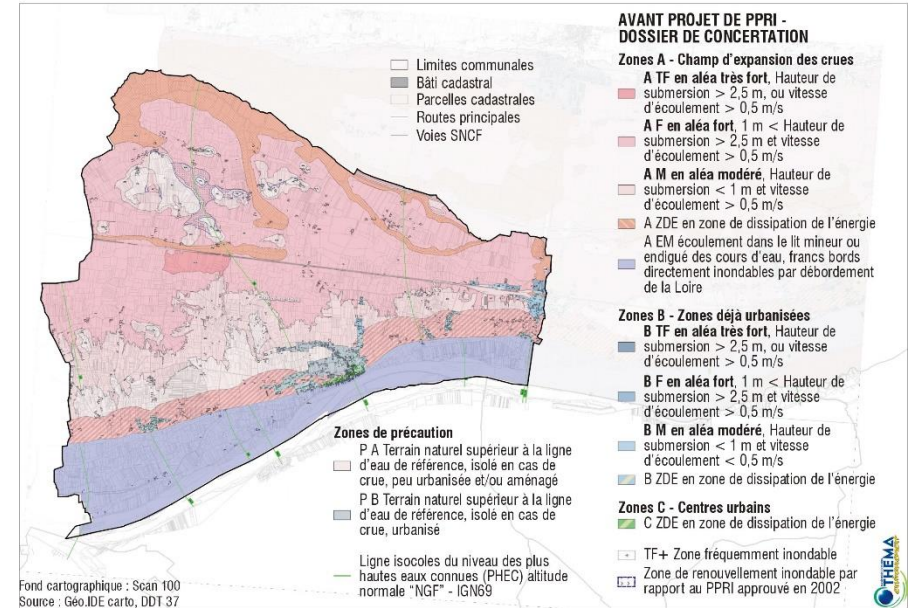 AVANT PROJET DE PPRI -
DOSSIER DE CONCERTATION
Zones A - Champ d'expansion des crues
A TF en aléa très fort, Hauteur de
submersion > 2,5 m, ou vitesse
d'écoulement > 0,5 m/s
A F en aléa fort, 1 m < Hauteur de
submersion > 2,5 m et vitesse
d'écoulement > 0,5 m/s
A M en aléa modéré, Hauteur de
submersion < 1 m et vitesse
d'écoulement > 0,5 m/s
A ZDE en zone de dissipation de l'énergie
A EM écoulement dans le lit mineur ou
endigué des cours d'eau, francs bords
directement inondables par débordement
de la Loire
Zones B - Zones déjà urbanisées
B TF en aléa très fort, Hauteur de
submersion > 2,5 m, ou vitesse
d'écoulement > 0,5 m/s
B F en aléa fort, 1 m < Hauteur de
submersion > 2,5 m et vitesse
d'écoulement > 0,5 m/s
B M en aléa modéré, Hauteur de
submersion < 1 m et vitesse
d'écoulement < 0,5 m/s
B ZDE en zone de dissipation de l'énergie
Zones C - Centres urbains
C ZDE en zone de dissipation de l'énergie
TF+ Zone fréquemment inondable
Zone de renouvellement inondable par
rapport au PPRI approuvé en 2002
Limites communales
Bâti cadastral
Parcelles cadastrales
Routes principales
Voies SNCF
Zones de précaution
P A Terrain naturel supérieur à la ligne
d'eau de référence, isolé en cas de
crue, peu urbanisée et/ou aménagé
P B Terrain naturel supérieur à la ligne
d'eau de référence, isolé en cas de
crue, urbanisé
Ligne isocoles du niveau des plus
hautes eaux connues (PHEC) altitude
normale "NGF" - IGN69
Fond cartographique : Scan 100
Source : Géo.IDE carto, DDT 37
THEMA